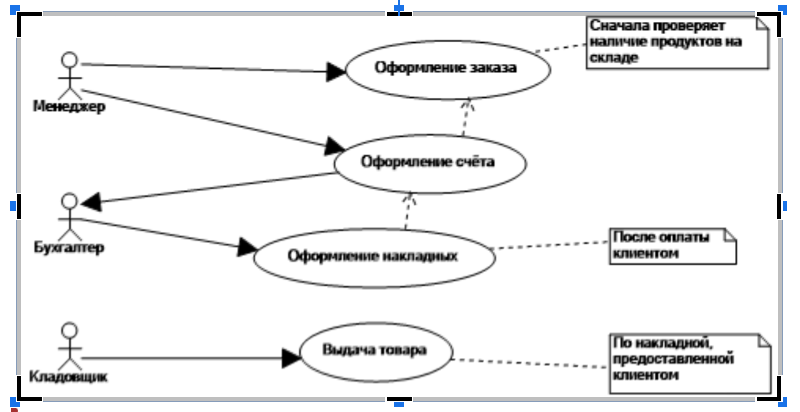 Сначала проверяет
наличие продуктов на
складе
Оформление заказа
Менеджер
Оформление счёта
Бухгалтер
После оплаты
клиентом
Оформление накладных
По накладной,
предоставленной
клиентом
Выдача товара
Кладовщик